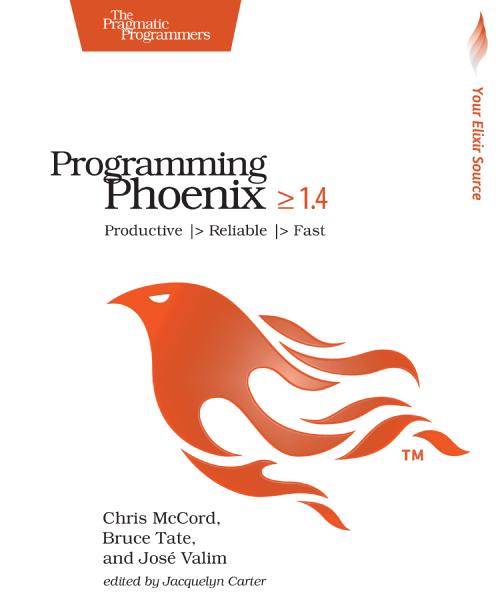 The
Pragmatic
Programmers
Your Elixir Source
Programming
Phoenix ≥ 1.4
Productive |> Reliable |> Fast
TM
Chris McCord,
Bruce Tate,
and José Valim
edited by Jacquelyn Carter